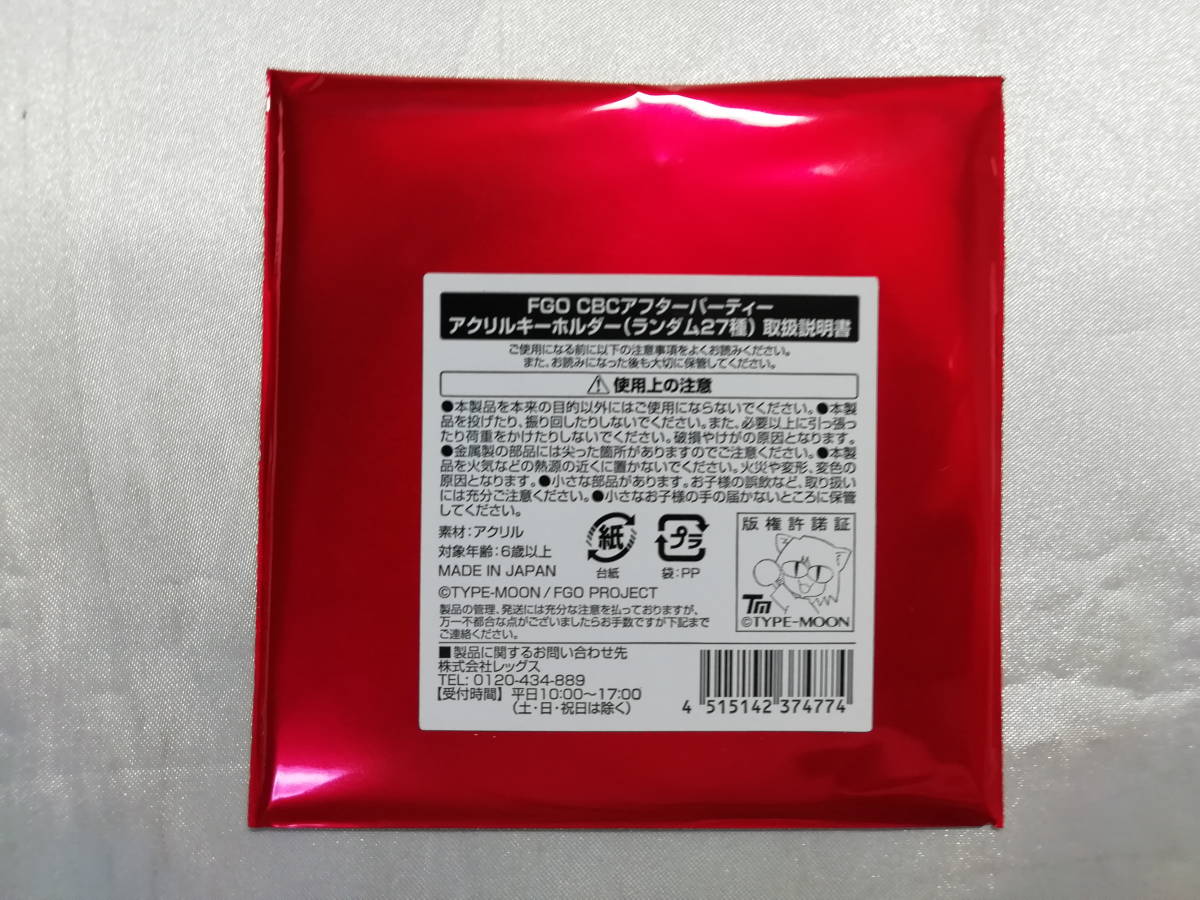 FGO CBCアフターパーティー
アクリルキーホルダー（ランダム27種）取扱説明書
ご使用になる前に以下の注意事項をよくお読みください。
また、お読みになった後も大切に保管してください。
使用上の注意
●本製品を本来の目的以外にはご使用にならないでください。●本製
品を投げたり、振り回したりしないでください。また、必要以上に引っ張っ
たり荷重をかけたりしないでください。破損やけがの原因となります。
●金属製の部品には尖った箇所がありますのでご注意ください。●本製
品を火気などの熱源の近くに置かないでください。火災や変形、変色の
原因となります。●小さな部品があります。お子様の誤飲など、取り扱い
には充分ご注意ください。●小さなお子様の手の届かないところに保管
してください。
素材：アクリル
対象年齢：6歳以上
MADE IN JAPAN
紙
台紙
プラ
袋：PP
版権許諾証
TM
©TYPE-MOON
©TYPE-MOON / FGO PROJECT
製品の管理、発送には充分な注意を払っておりますが、
万一不都合な点がございましたらお手数ですが下記まで
ご連絡ください。
■製品に関するお問い合わせ先
株式会社レッグス
TEL: 0120-434-889
【受付時間】平日10:00〜17:00
（土・日・祝日は除く）
4 515142 374774